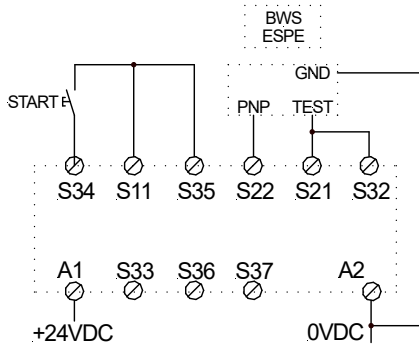 BWS
ESPE
GND
START
PNP TEST
S34 S11 S35 S22 S21 S32
A1 S33 S36 S37 A2
+24VDC 0VDC